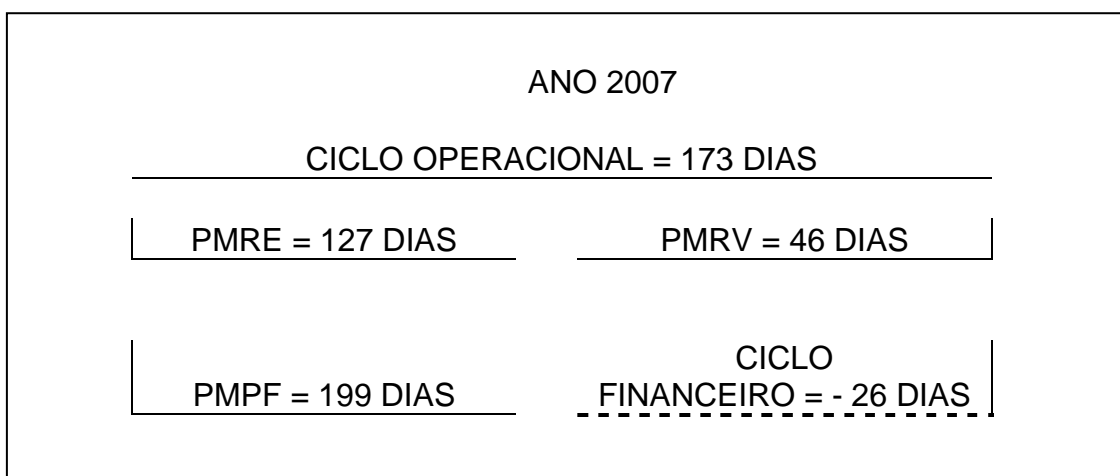 ANO 2007
CICLO OPERACIONAL = 173 DIAS
PMRE = 127 DIAS
PMRV = 46 DIAS
PMPF = 199 DIAS
CICLO
FINANCEIRO = - 26 DIAS